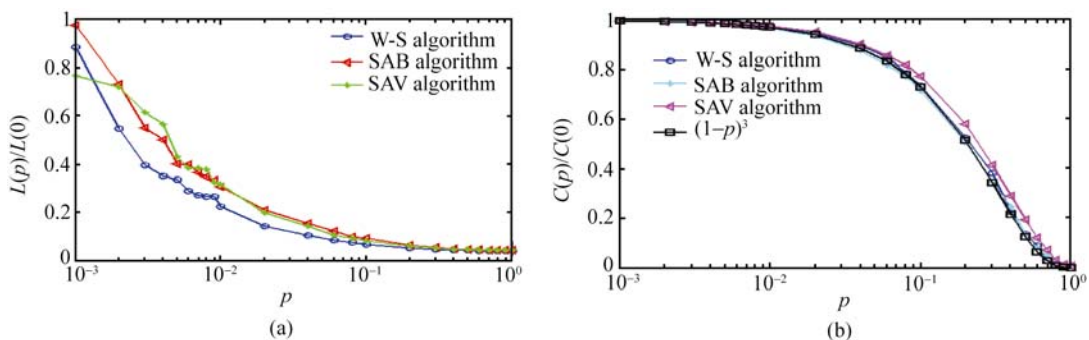 L(p)/L(0)
1
0.8
0.6
0.4
0.2
0
W-S algorithm
SAB algorithm
SAV algorithm
10⁻³
10⁻²
10⁻¹
10⁰
p
(a)
C(p)/C(0)
1
0.8
0.6
0.4
0.2
0
W-S algorithm
SAB algorithm
SAV algorithm
(1−p)³
10⁻³
10⁻²
10⁻¹
10⁰
p
(b)